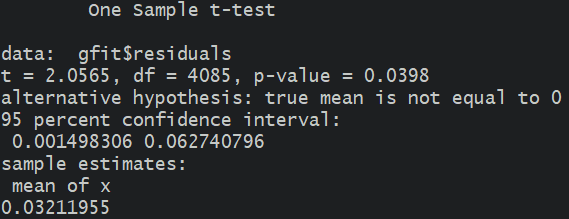 One Sample t-test
data:  gfit$residuals
t = 2.0565, df = 4085, p-value = 0.0398
alternative hypothesis: true mean is not equal to 0
95 percent confidence interval:
 0.001498306 0.062740796
sample estimates:
 mean of x
0.03211955